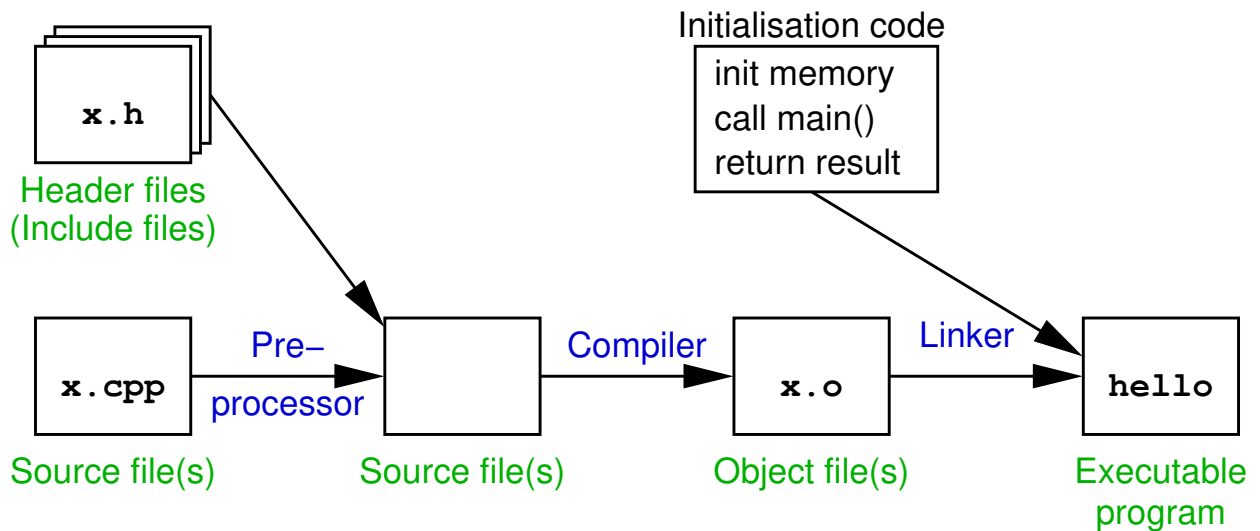 Initialisation code
init memory
call main()
return result
x.h
Header files
(Include files)
x.cpp
Source file(s)
Pre–
processor
Source file(s)
Compiler
x.o
Object file(s)
Linker
hello
Executable
program